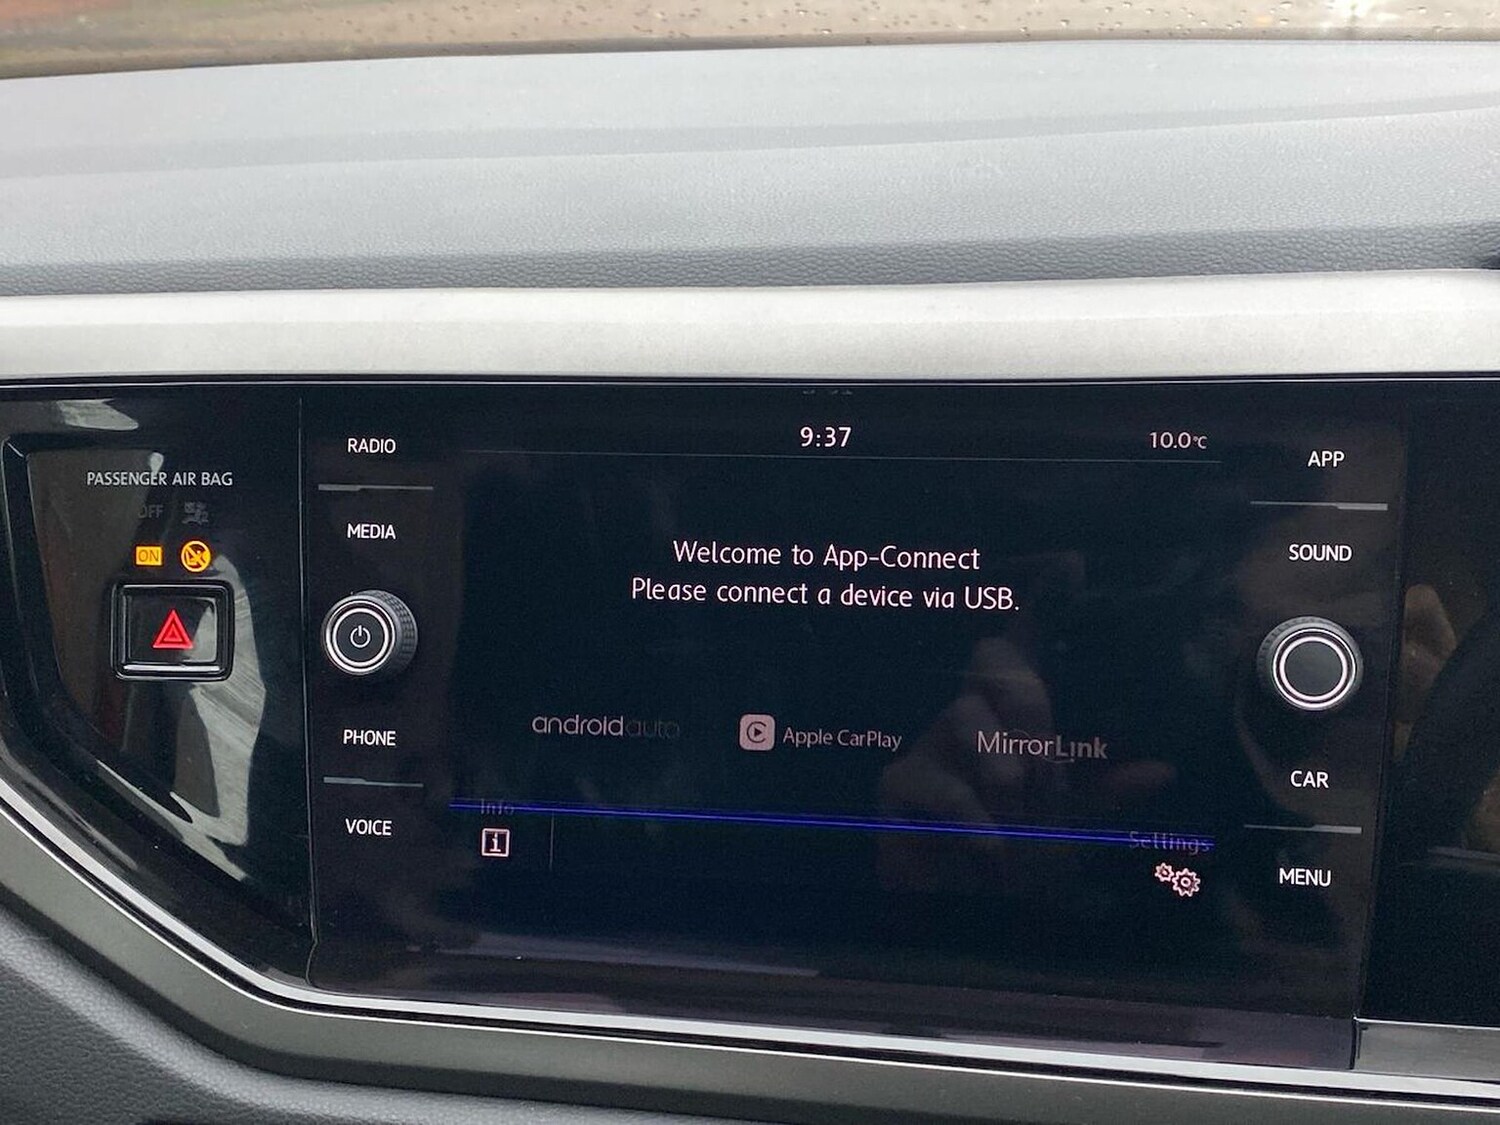 PASSENGER AIR BAG
OFF
ON
RADIO
MEDIA
PHONE
VOICE
9:37
10.0°C
Welcome to App-Connect
Please connect a device via USB.
androidauto
Apple CarPlay
MirrorLink
Info
i
Settings
APP
SOUND
CAR
MENU